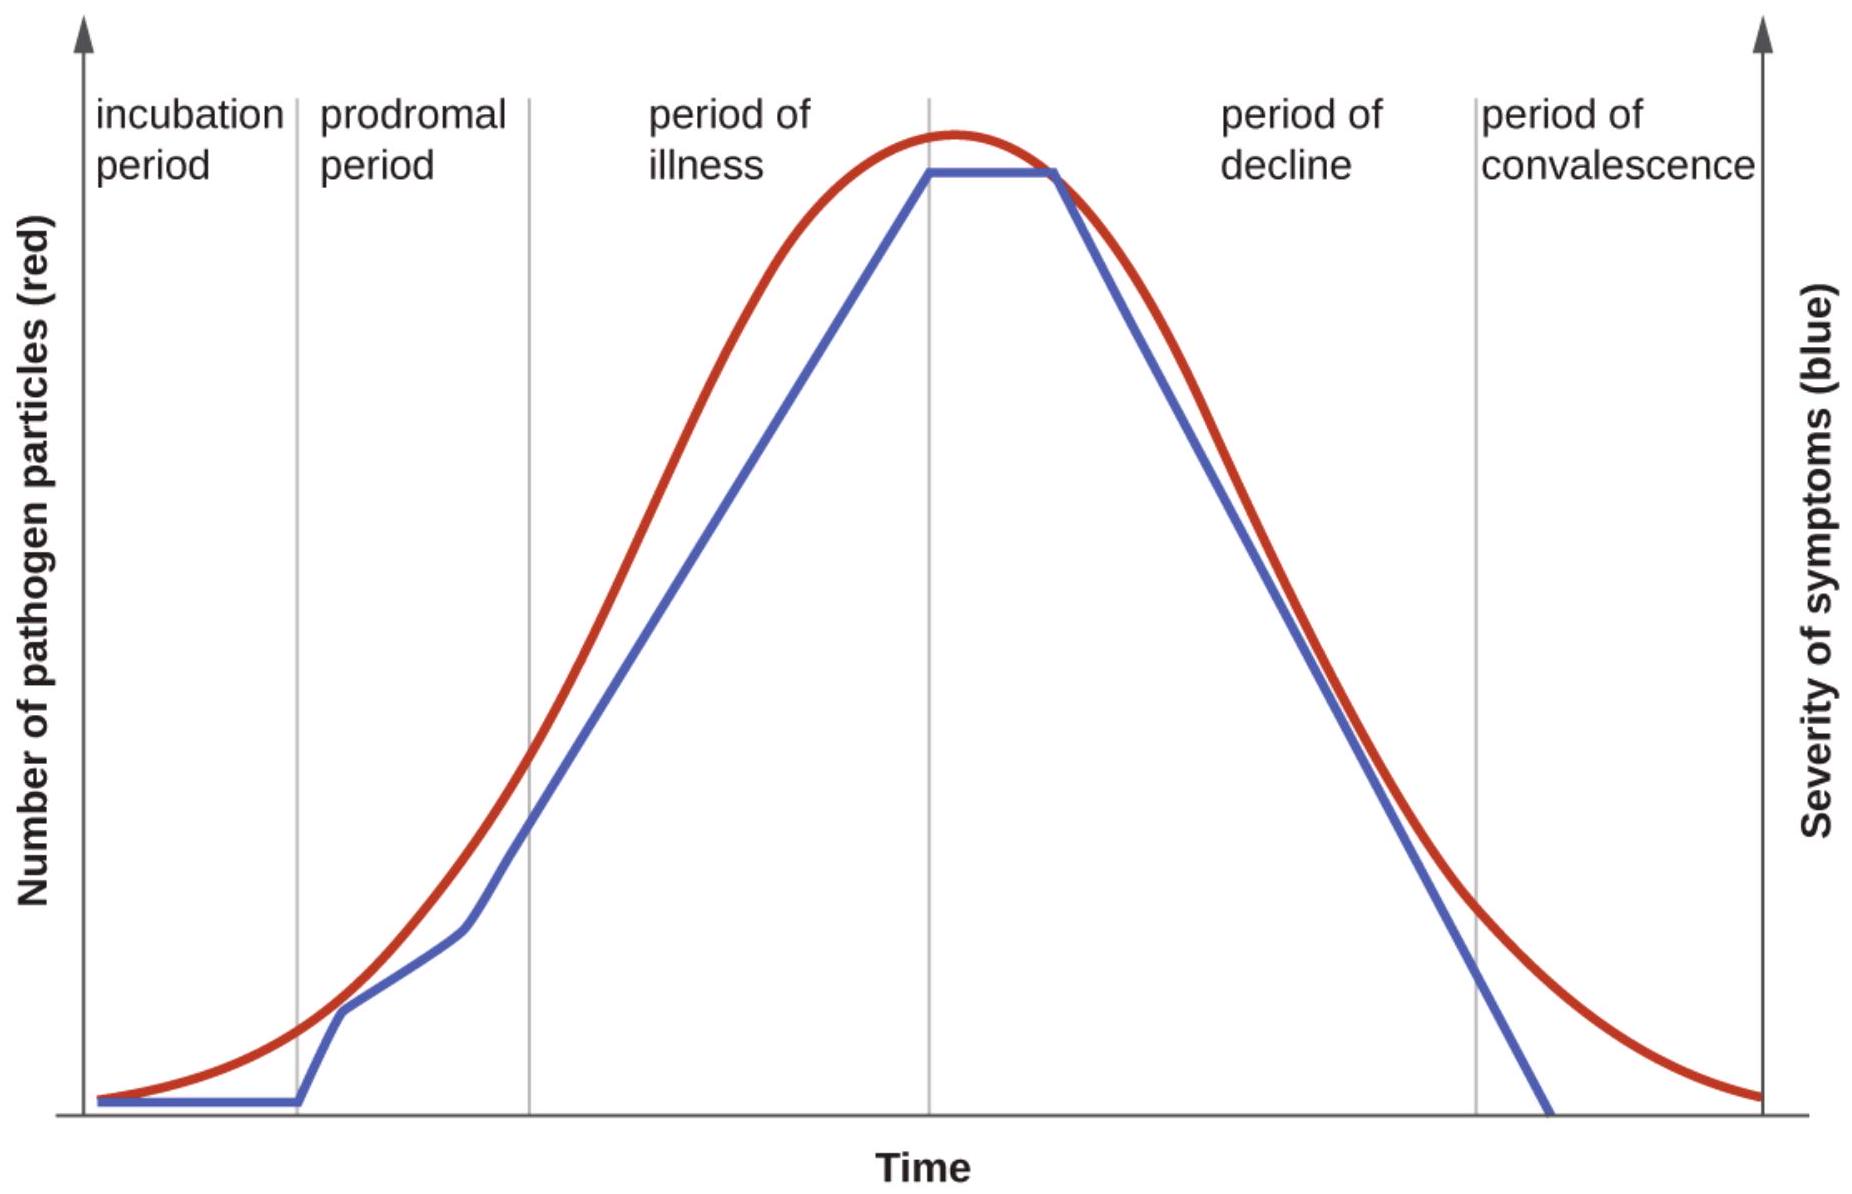 incubation
period
prodromal
period
period of
illness
period of
decline
period of
convalescence
Number of pathogen particles (red)
Severity of symptoms (blue)
Time